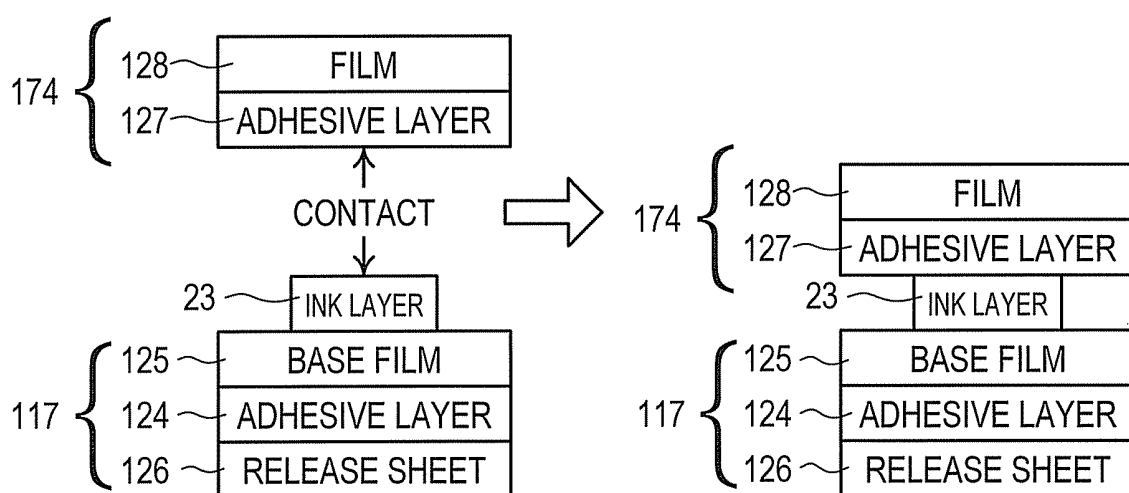 174
128
FILM
127
ADHESIVE LAYER
CONTACT
23
INK LAYER
117
125
BASE FILM
124
ADHESIVE LAYER
126
RELEASE SHEET
174
128
FILM
127
ADHESIVE LAYER
23
INK LAYER
117
125
BASE FILM
124
ADHESIVE LAYER
126
RELEASE SHEET